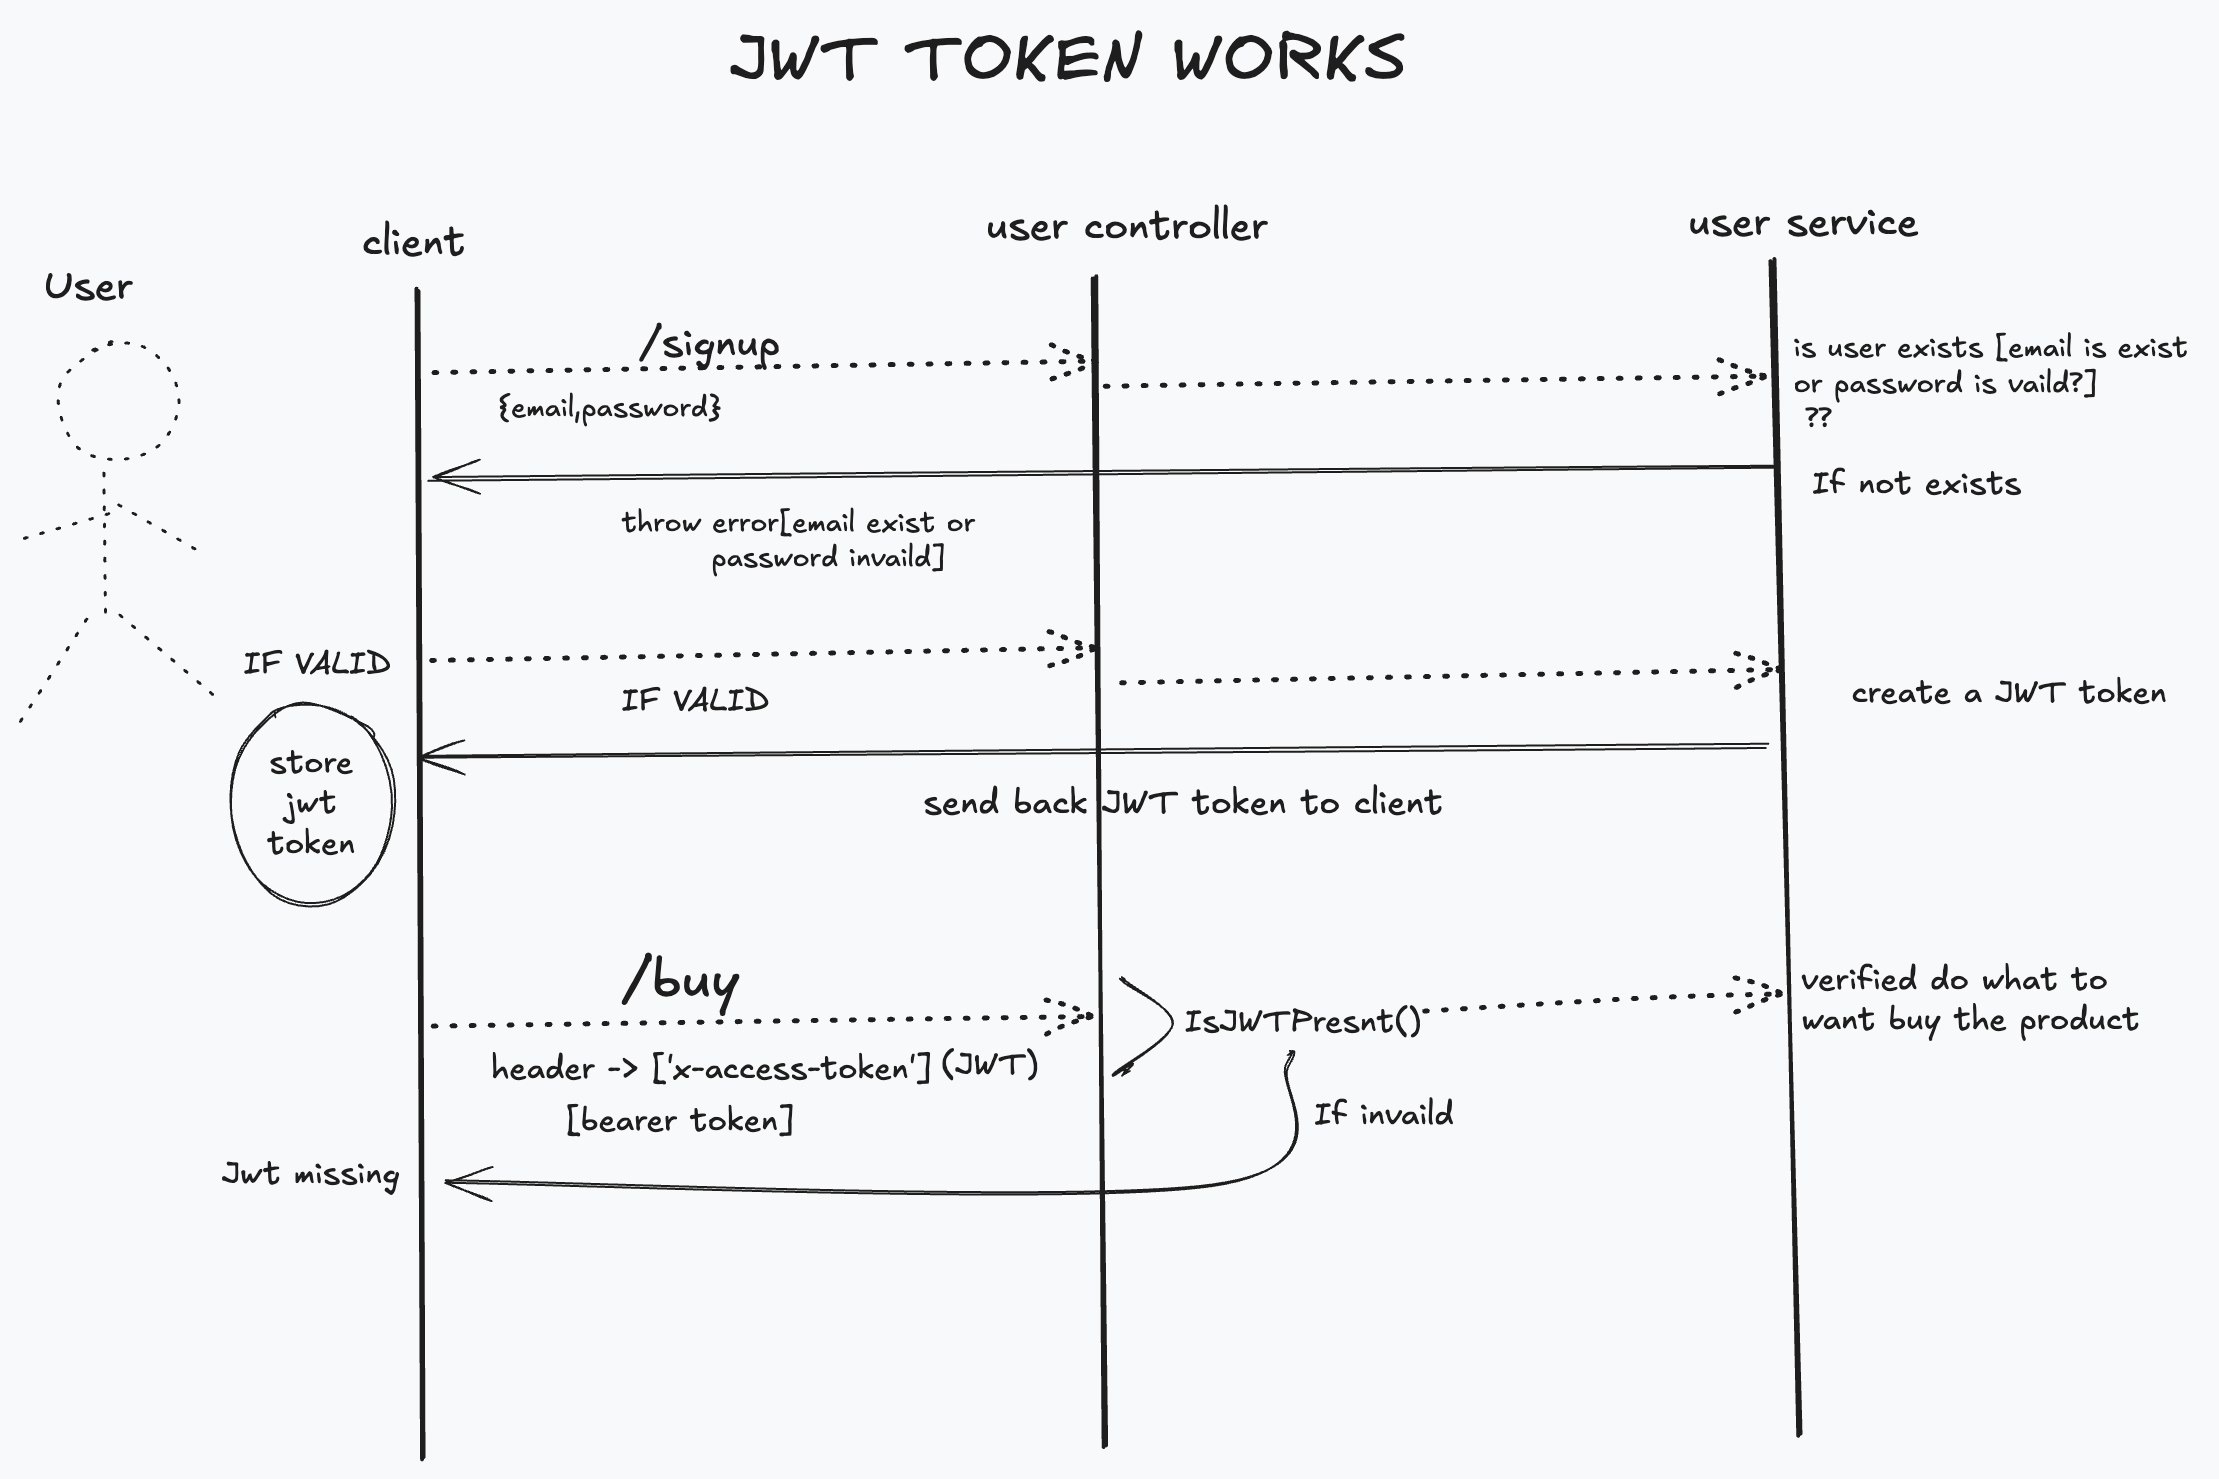 JWT TOKEN WORKS
User
client
user controller
user service
/signup
{email,password}
is user exists [email is exist
or password is vaild?]
??
If not exists
throw error[email exist or
password invaild]
IF VALID
IF VALID
create a JWT token
store
jwt
token
send back JWT token to client
/buy
header -> ['x-access-token'] (JWT)
[bearer token]
IsJWTPresnt()
verified do what to
want buy the product
If invaild
Jwt missing